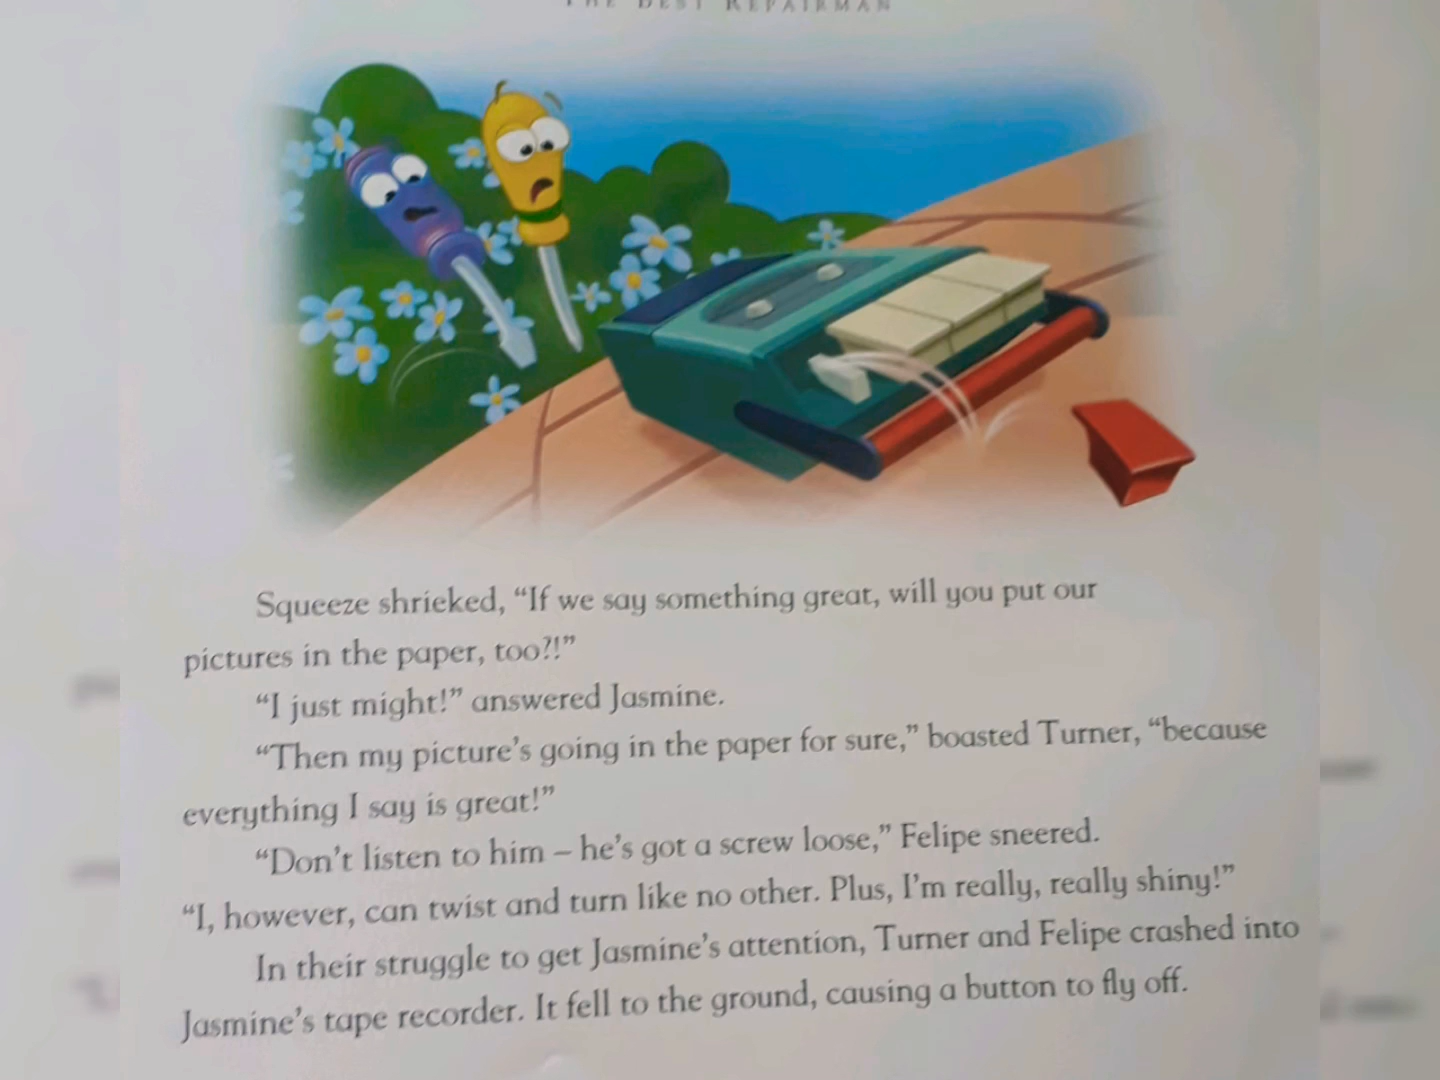 THE BEST REPAIRMAN
Squeeze shrieked, “If we say something great, will you put our
pictures in the paper, too?!”
“I just might!” answered Jasmine.
“Then my picture’s going in the paper for sure,” boasted Turner, “because
everything I say is great!”
“Don’t listen to him – he’s got a screw loose,” Felipe sneered.
“I, however, can twist and turn like no other. Plus, I’m really, really shiny!”
In their struggle to get Jasmine’s attention, Turner and Felipe crashed into
Jasmine’s tape recorder. It fell to the ground, causing a button to fly off.